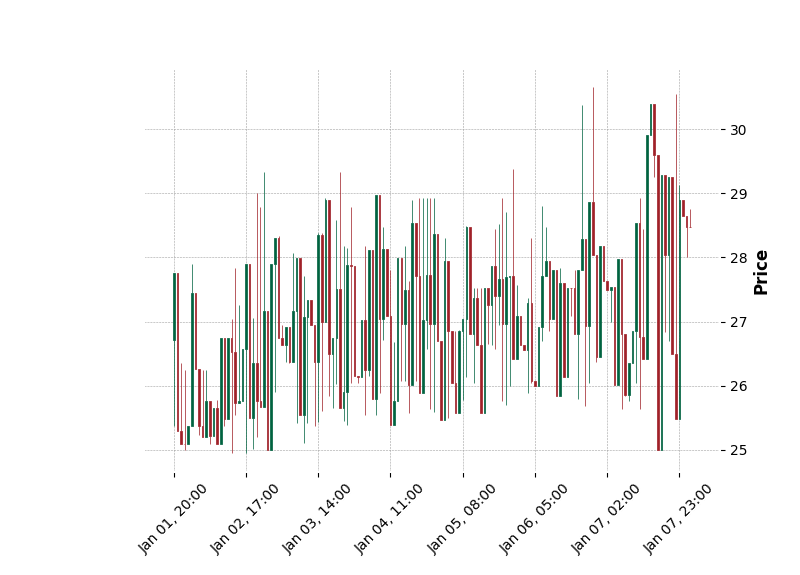 30
29
28
27
26
25
Price
Jan 01, 20:00
Jan 02, 17:00
Jan 03, 14:00
Jan 04, 11:00
Jan 05, 08:00
Jan 06, 05:00
Jan 07, 02:00
Jan 07, 23:00